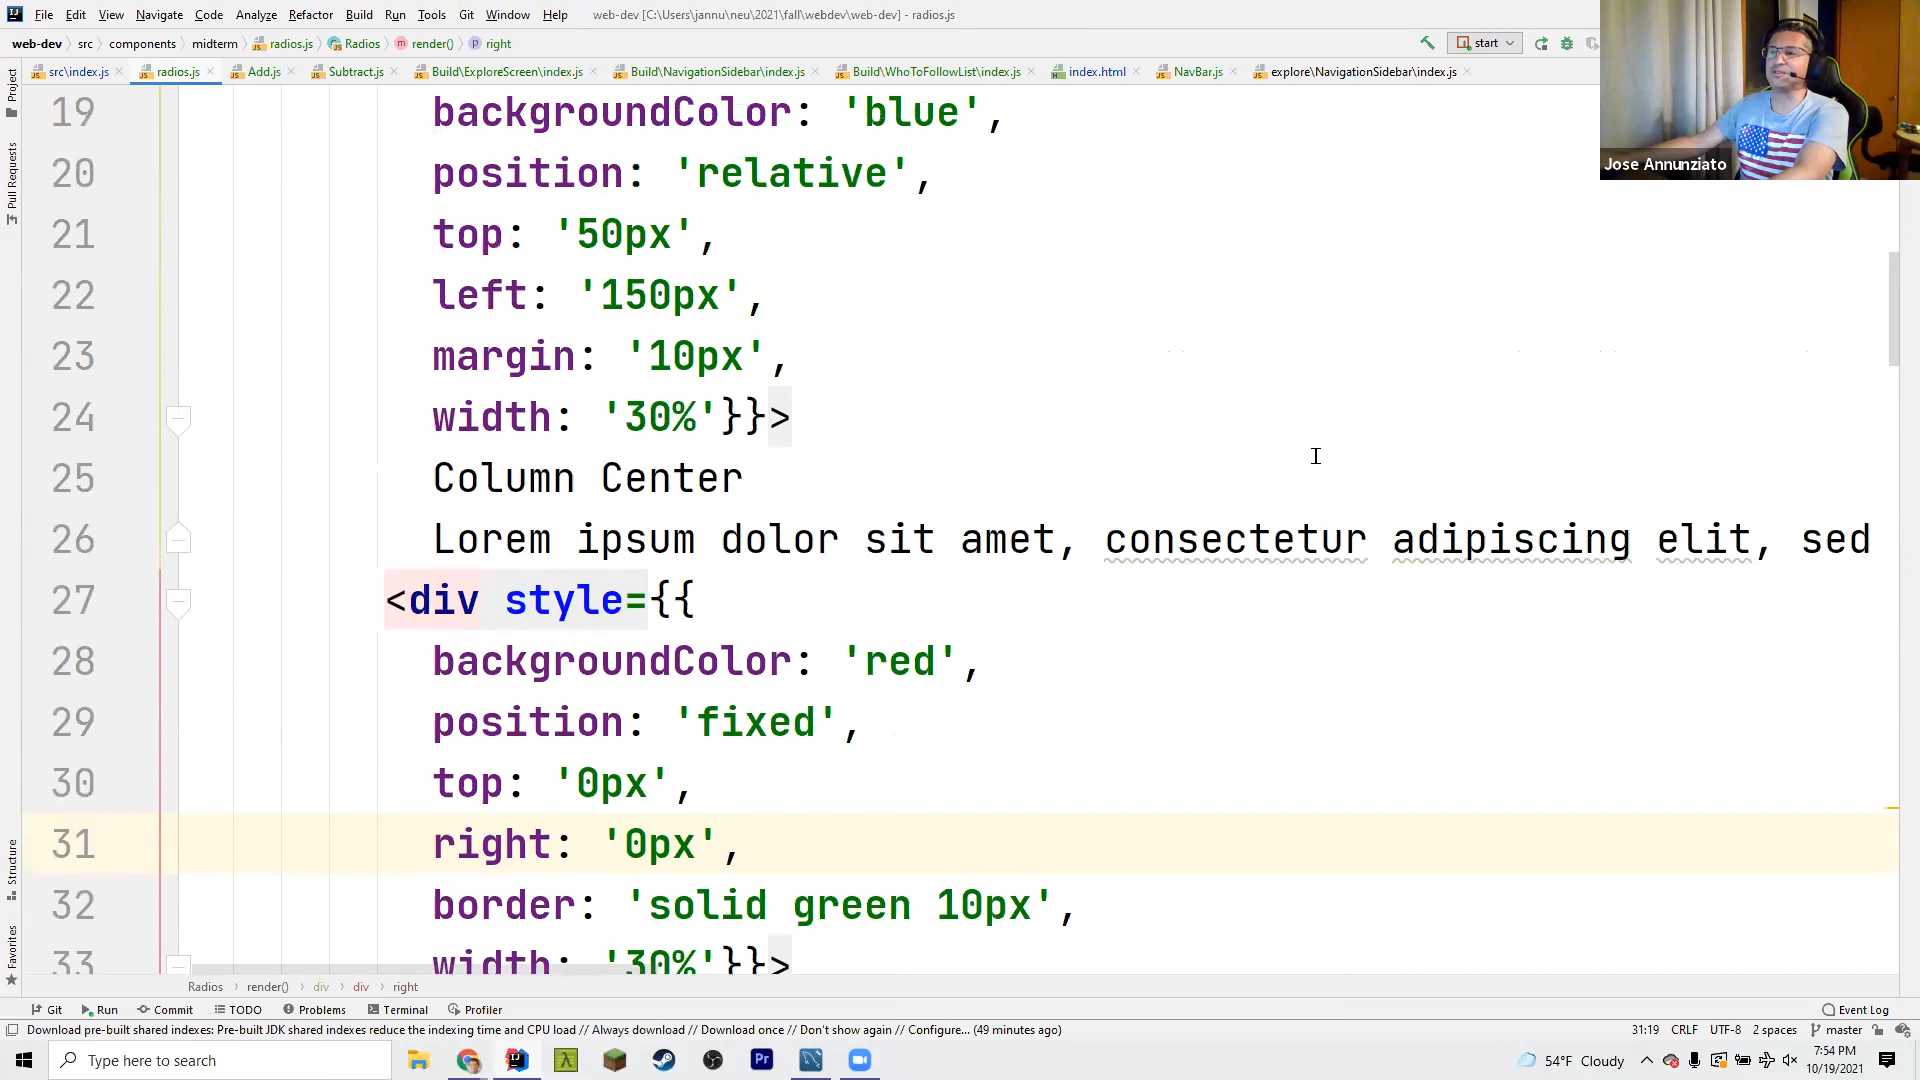 File Edit View Navigate Code Analyze Refactor Build Run Tools Git Window Help web-dev [C:\Users\jannu\neu\2021\fall\webdev\web-dev] - radios.js
web-dev src components midterm radios.js Radios render() right start
src\index.js radios.js Add.js Subtract.js Build\ExploreScreen\index.js Build\NavigationSidebar\index.js Build\WhoToFollowList\index.js index.html NavBar.js explore\NavigationSidebar\index.js
Project
Pull Requests
Structure
Favorites
Jose Annunziato
19 backgroundColor: 'blue',
20 position: 'relative',
21 top: '50px',
22 left: '150px',
23 margin: '10px',
24 width: '30%'}}>
25 Column Center
26 Lorem ipsum dolor sit amet, consectetur adipiscing elit, sed
27 <div style={{
28 backgroundColor: 'red',
29 position: 'fixed',
30 top: '0px',
31 right: '0px',
32 border: 'solid green 10px',
33 width: '30%'}}>
Radios render() div div right
Git Run Commit TODO Problems Terminal Profiler Event Log
Download pre-built shared indexes: Pre-built JDK shared indexes reduce the indexing time and CPU load // Always download // Download once // Don't show again // Configure... (49 minutes ago) 31:19 CRLF UTF-8 2 spaces master
Type here to search Pr 54°F Cloudy 7:54 PM
10/19/2021